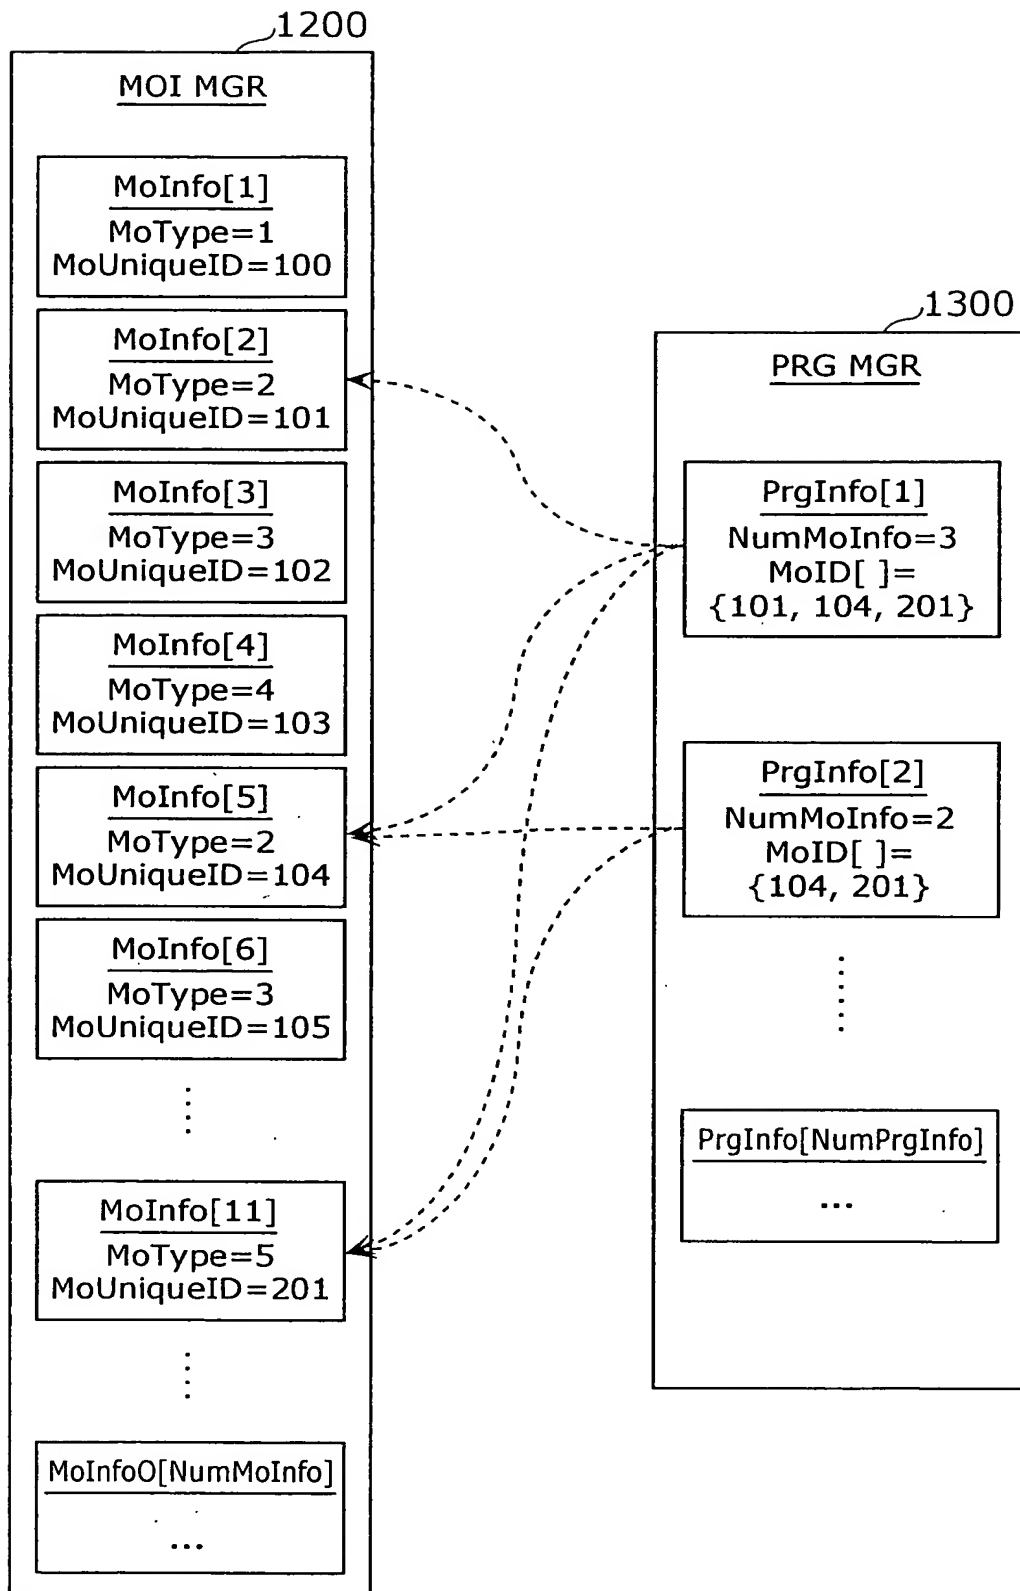 1200
MOI MGR
MoInfo[1]
MoType=1
MoUniqueID=100
MoInfo[2]
MoType=2
MoUniqueID=101
MoInfo[3]
MoType=3
MoUniqueID=102
MoInfo[4]
MoType=4
MoUniqueID=103
MoInfo[5]
MoType=2
MoUniqueID=104
MoInfo[6]
MoType=3
MoUniqueID=105
MoInfo[11]
MoType=5
MoUniqueID=201
MoInfoO[NumMoInfo]
...
1300
PRG MGR
PrgInfo[1]
NumMoInfo=3
MoID[ ]=
{101, 104, 201}
PrgInfo[2]
NumMoInfo=2
MoID[ ]=
{104, 201}
PrgInfo[NumPrgInfo]
...